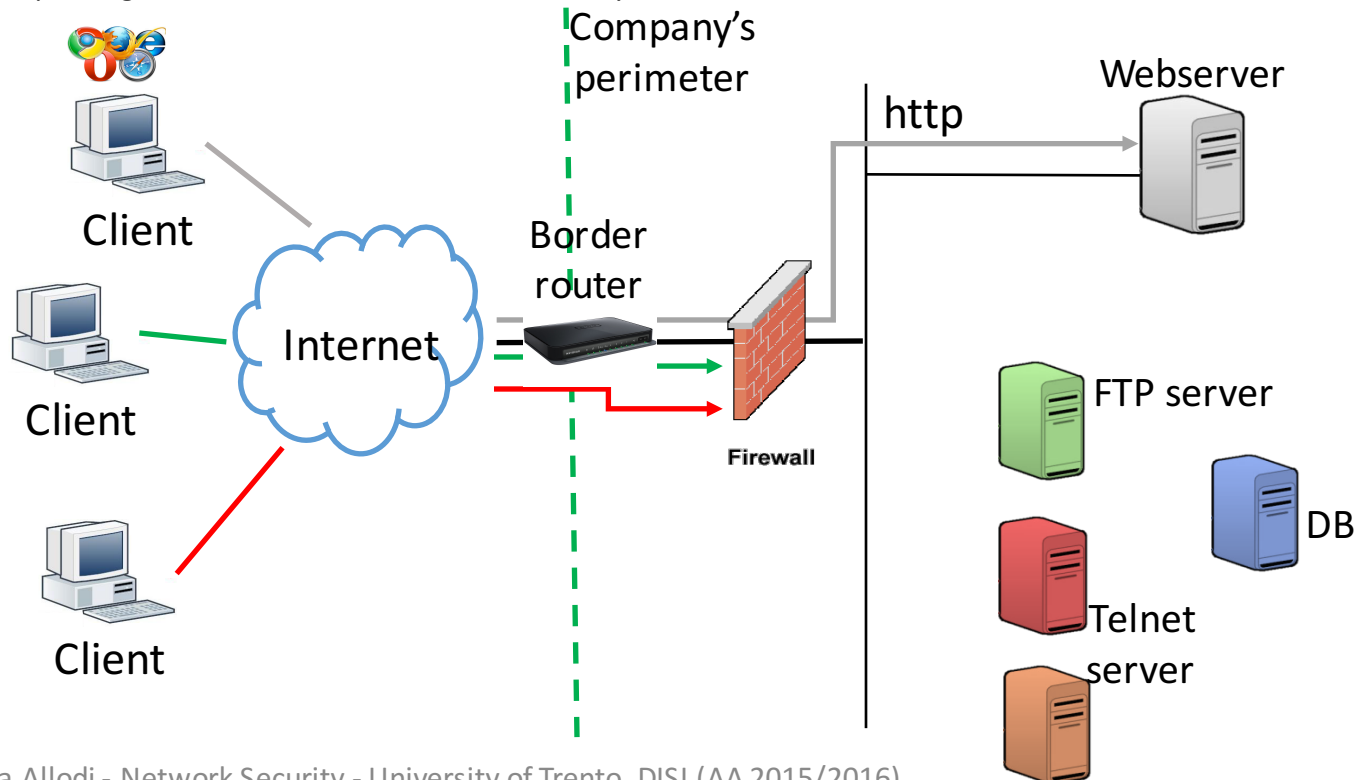 Company's
perimeter
Webserver
http
Client
Border
router
Internet
Client
FTP server
Firewall
DB
Telnet
server
Client
Allodi - Network Security - University of Trento, DISI (AA 2015/2016)